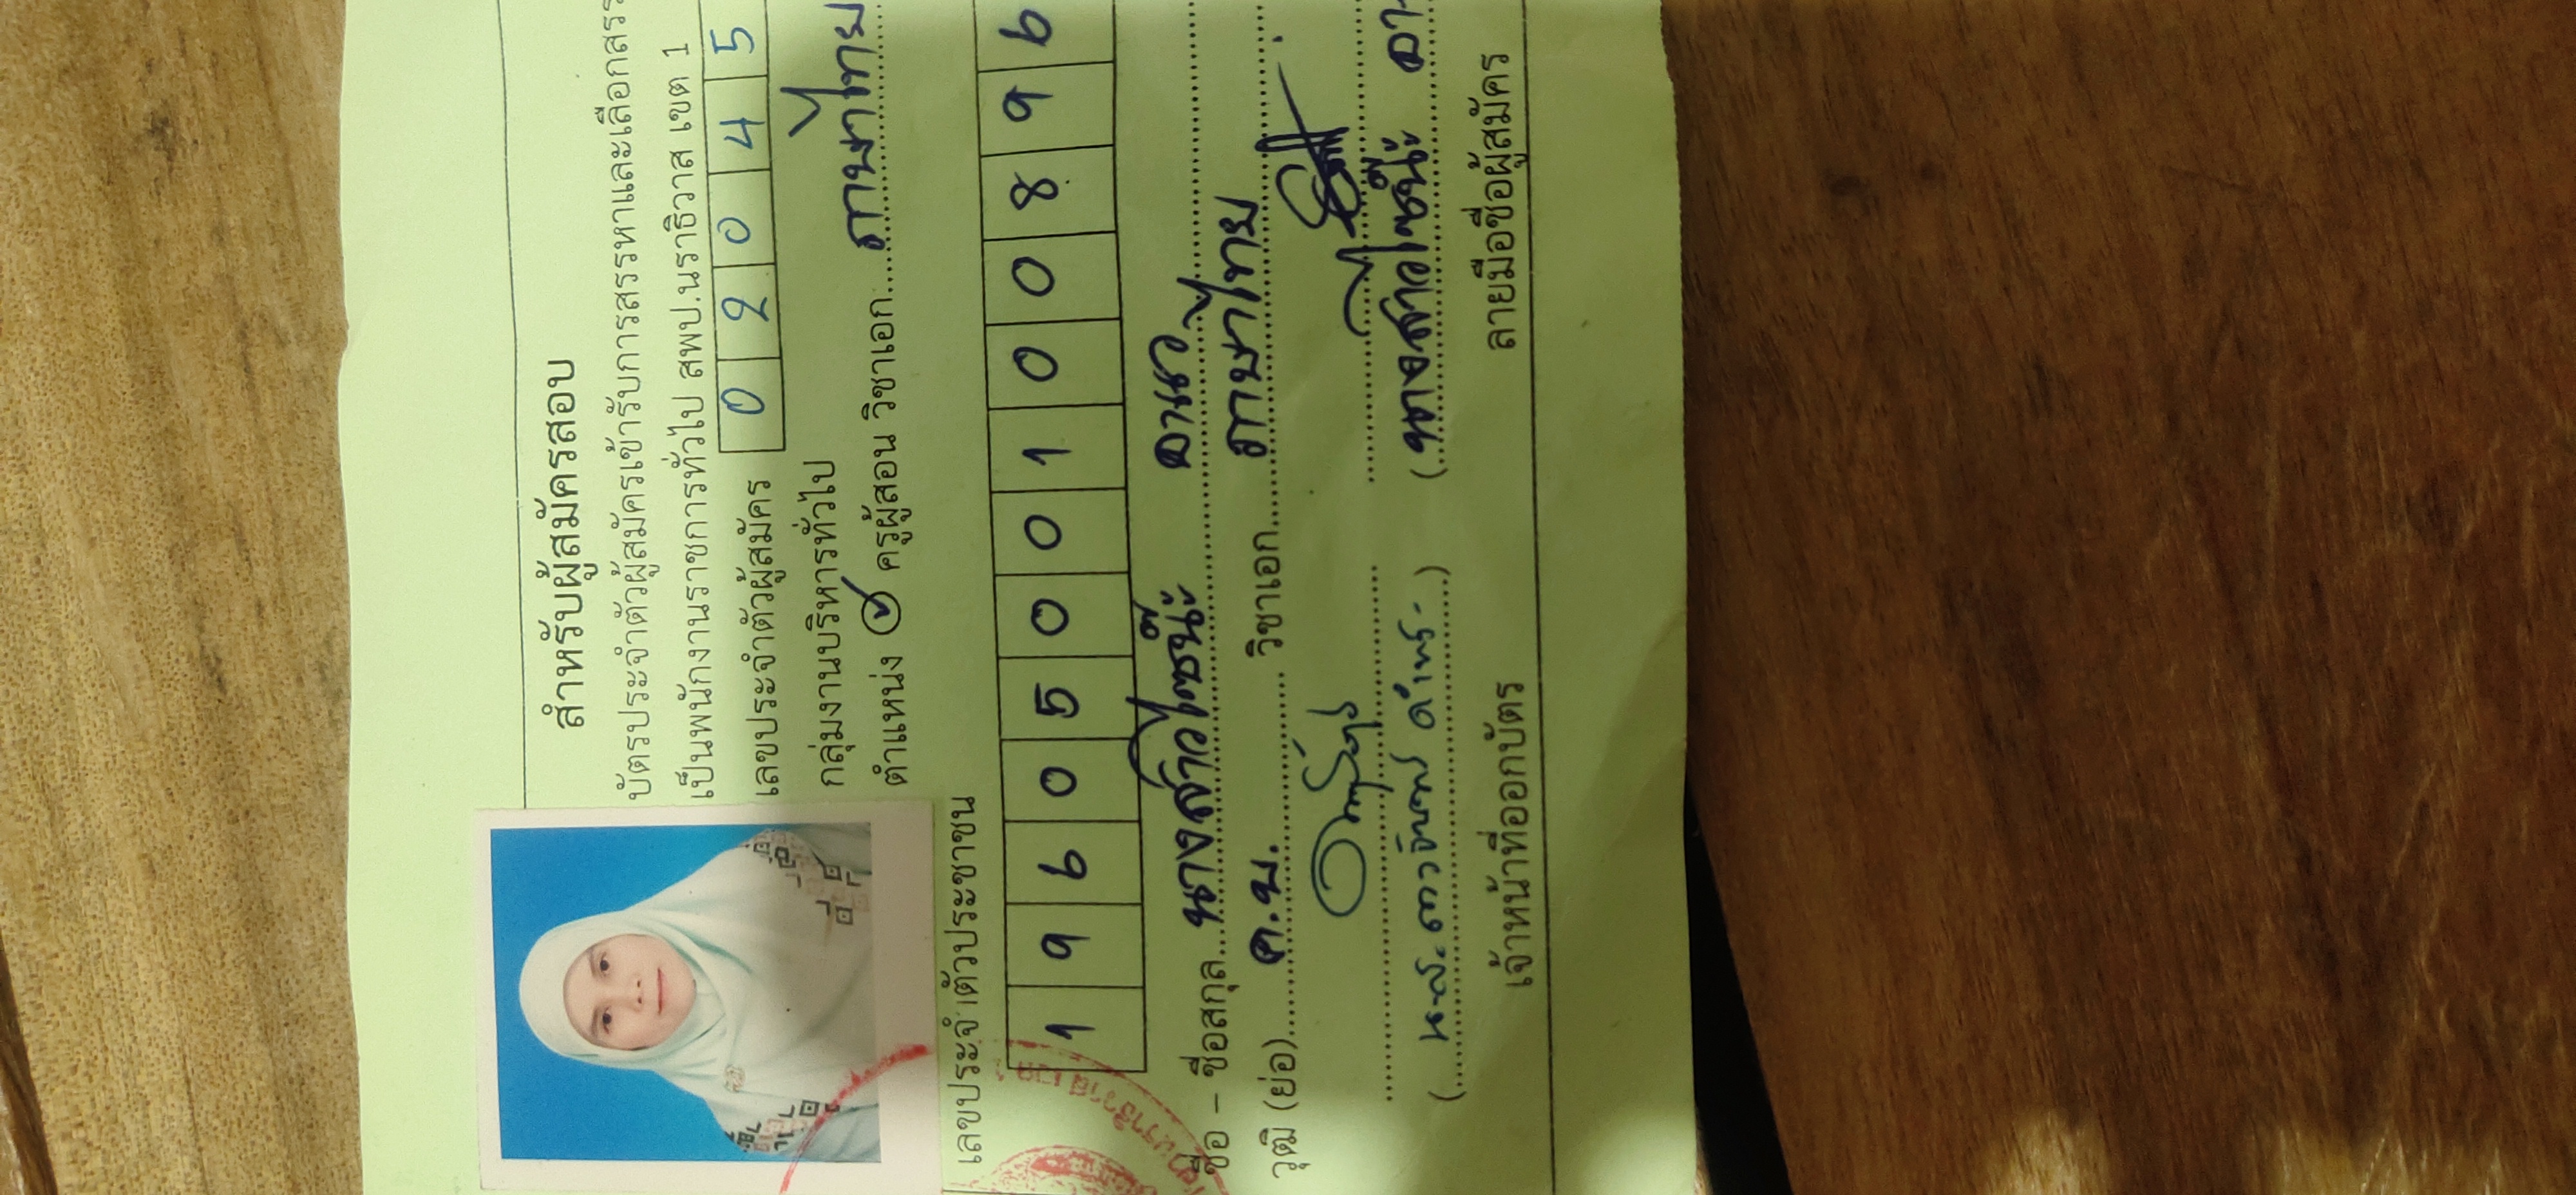 สำหรับผู้สมัครสอบ
บัตรประจำตัวผู้สมัครเข้ารับการสรรหาและเลือกสรร
เป็นพนักงานราชการทั่วไป สพป.นราธิวาส เขต 1
เลขประจำตัวผู้สมัคร 0 2 0 4 5
กลุ่มงานบริหารทั่วไป
ตำแหน่ง ครูผู้สอน วิชาเอก ภาษาไทย
เลขประจำตัวประชาชน
1 9 6 0 5 0 0 1 0 0 8 9 6
ชื่อ - ชื่อสกุล นางสาวไซนะ
วุฒิ (ย่อ) ค.บ. วิชาเอก ภาษาไทย
เจ้าหน้าที่ออกบัตร ลายมือชื่อผู้สมัคร